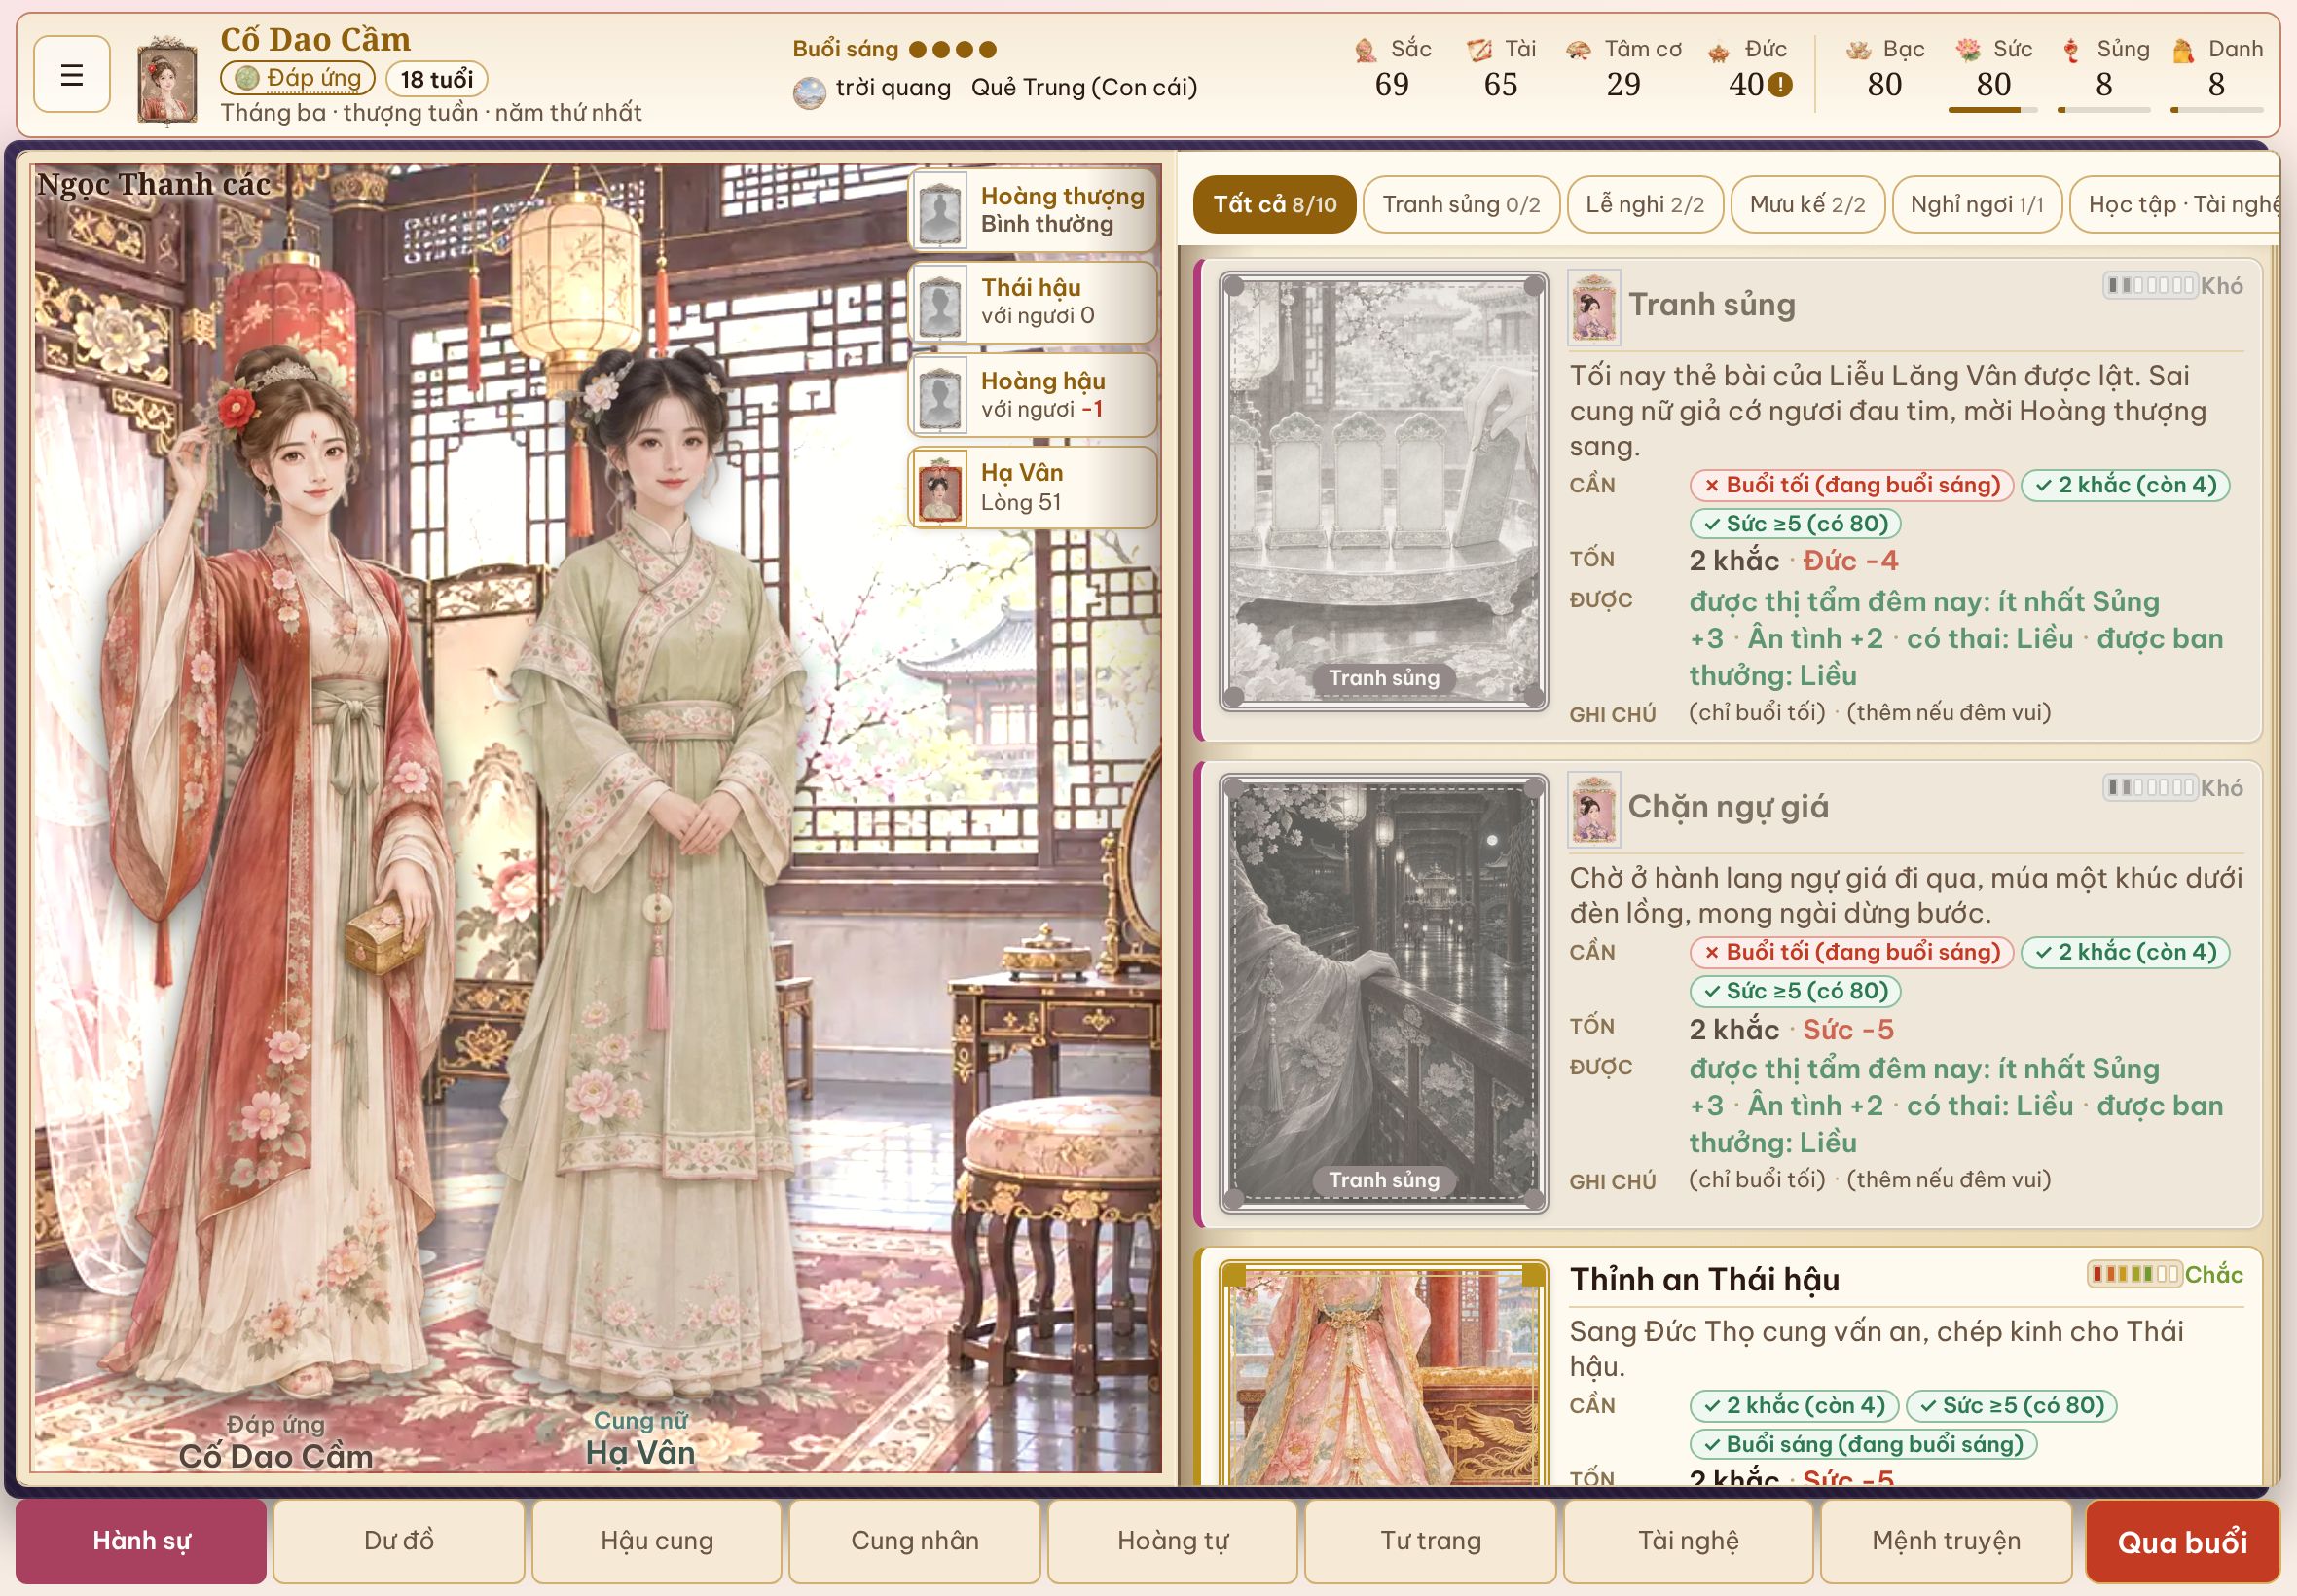 ☰
Cố Dao Cầm
Đáp ứng 18 tuổi
Tháng ba · thượng tuần · năm thứ nhất
Buổi sáng
trời quang Quẻ Trung (Con cái)
Sắc 69
Tài 65
Tâm cơ 29
Đức 40 !
Bạc 80
Sức 80
Sủng 8
Danh 8
Ngọc Thanh các
Hoàng thượng
Bình thường
Thái hậu
với ngươi 0
Hoàng hậu
với ngươi -1
Hạ Vân
Lòng 51
Đáp ứng
Cố Dao Cầm
Cung nữ
Hạ Vân
Tất cả 8/10 Tranh sủng 0/2 Lễ nghi 2/2 Mưu kế 2/2 Nghỉ ngơi 1/1 Học tập · Tài nghệ
Tranh sủng
Tranh sủng Khó
Tối nay thẻ bài của Liễu Lăng Vân được lật. Sai
cung nữ giả cớ ngươi đau tim, mời Hoàng thượng
sang.
CẦN × Buổi tối (đang buổi sáng) ✓ 2 khắc (còn 4)
✓ Sức ≥5 (có 80)
TỐN 2 khắc · Đức -4
ĐƯỢC được thị tẩm đêm nay: ít nhất Sủng
+3 · Ân tình +2 · có thai: Liều · được ban
thưởng: Liều
GHI CHÚ (chỉ buổi tối) · (thêm nếu đêm vui)
Tranh sủng
Chặn ngự giá Khó
Chờ ở hành lang ngự giá đi qua, múa một khúc dưới
đèn lồng, mong ngài dừng bước.
CẦN × Buổi tối (đang buổi sáng) ✓ 2 khắc (còn 4)
✓ Sức ≥5 (có 80)
TỐN 2 khắc · Sức -5
ĐƯỢC được thị tẩm đêm nay: ít nhất Sủng
+3 · Ân tình +2 · có thai: Liều · được ban
thưởng: Liều
GHI CHÚ (chỉ buổi tối) · (thêm nếu đêm vui)
Thỉnh an Thái hậu Chắc
Sang Đức Thọ cung vấn an, chép kinh cho Thái
hậu.
CẦN ✓ 2 khắc (còn 4) ✓ Sức ≥5 (có 80)
✓ Buổi sáng (đang buổi sáng)
TỐN 2 khắc · Sức -5
Hành sự Dư đồ Hậu cung Cung nhân Hoàng tự Tư trang Tài nghệ Mệnh truyện Qua buổi